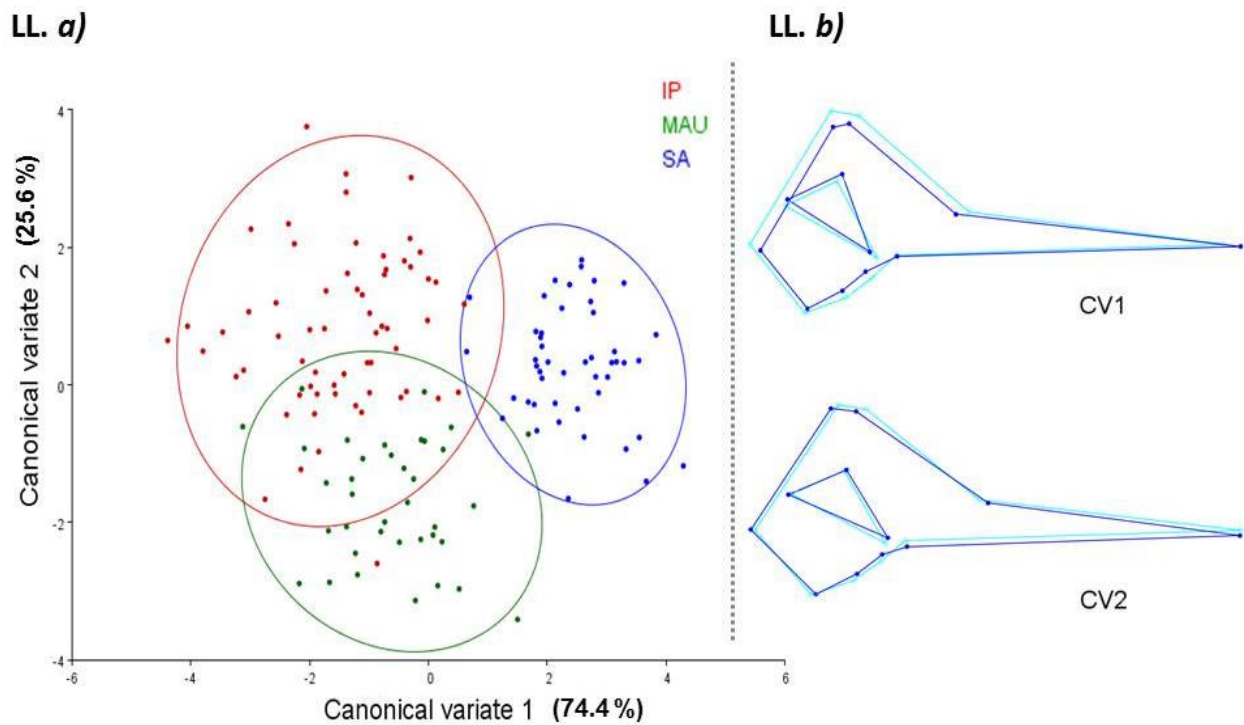 LL. a)
LL. b)
IP
MAU
SA
4
2
0
-2
-4
Canonical variate 2 (25.6 %)
-6
-4
-2
0
2
4
6
Canonical variate 1 (74.4 %)
CV1
CV2